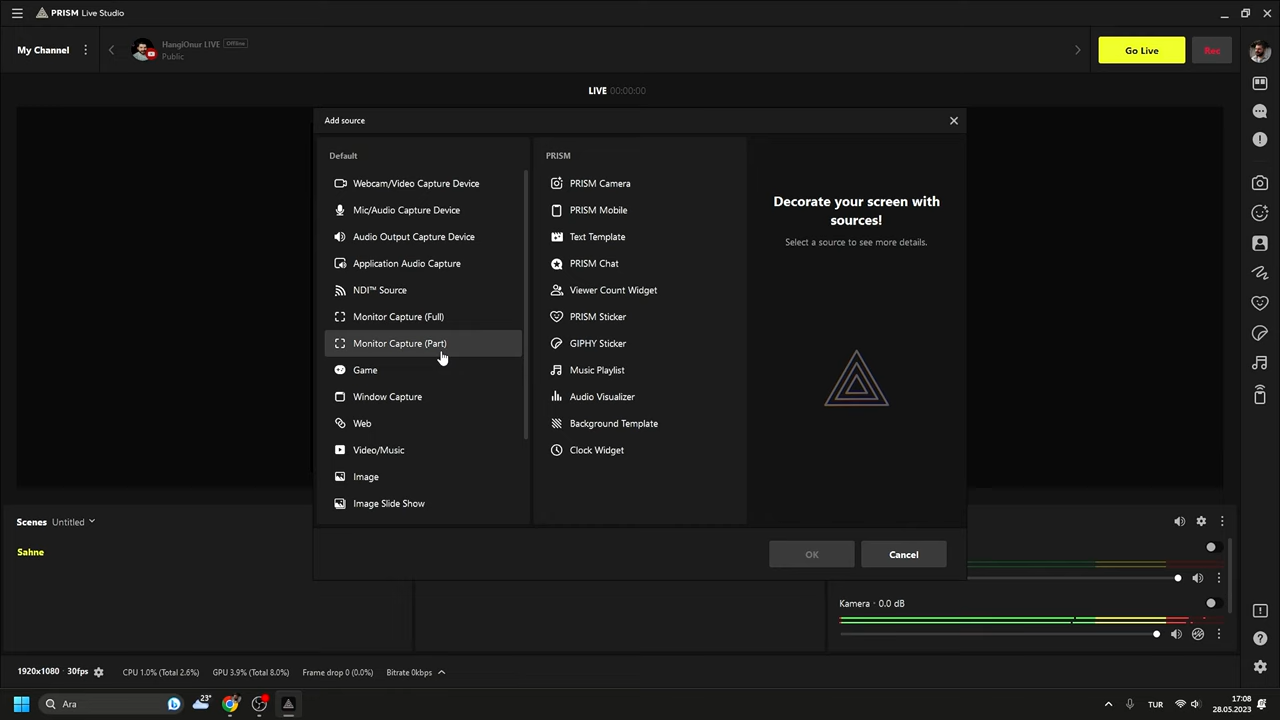 PRISM Live Studio
My Channel
HangiOnur LIVE Offline
Public
Go Live
Rec
LIVE 00:00:00
Add source
Default
Webcam/Video Capture Device
Mic/Audio Capture Device
Audio Output Capture Device
Application Audio Capture
NDI™ Source
Monitor Capture (Full)
Monitor Capture (Part)
Game
Window Capture
Web
Video/Music
Image
Image Slide Show
PRISM
PRISM Camera
PRISM Mobile
Text Template
PRISM Chat
Viewer Count Widget
PRISM Sticker
GIPHY Sticker
Music Playlist
Audio Visualizer
Background Template
Clock Widget
Decorate your screen with
sources!
Select a source to see more details.
OK
Cancel
Scenes Untitled
Sahne
Kamera · 0.0 dB
1920x1080 · 30fps
CPU 1.0% (Total 2.6%)
GPU 3.9% (Total 8.0%)
Frame drop 0 (0.0%)
Bitrate 0kbps
Ara
23°
TUR
17:08
28.05.2023